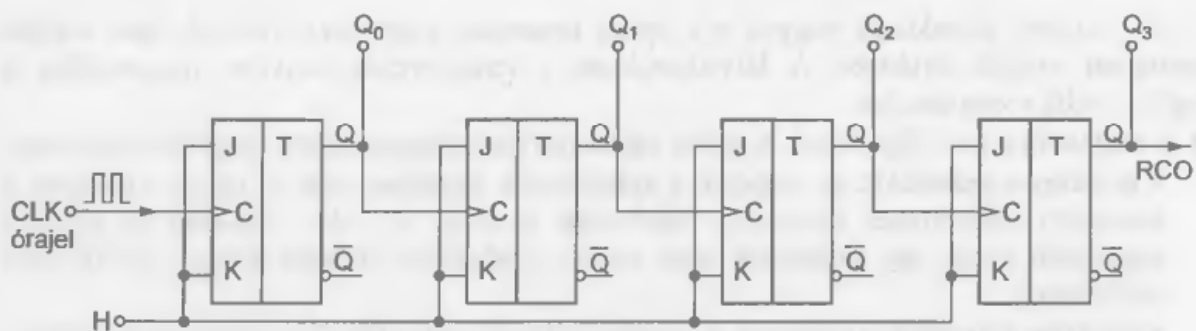 Q0 Q1 Q2 Q3
J Q J Q J T Q J T Q
RCO
CLK C C C C
órajel
K Q̅ K Q̅ K Q̅ K Q̅
H